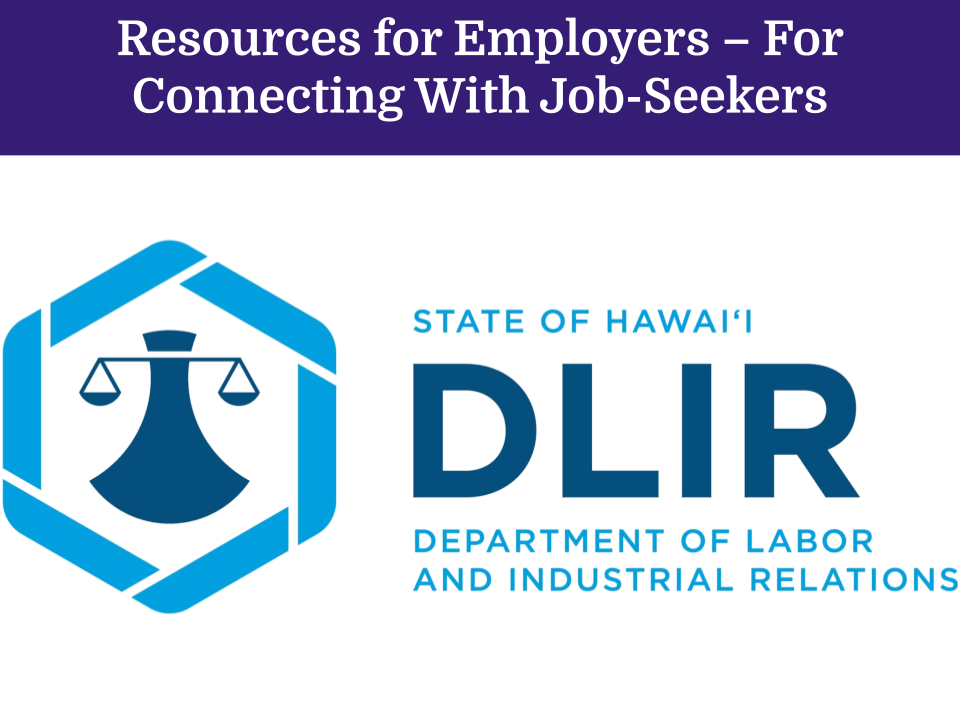 Resources for Employers – For
Connecting With Job-Seekers
STATE OF HAWAIʻI
DLIR
DEPARTMENT OF LABOR
AND INDUSTRIAL RELATIONS